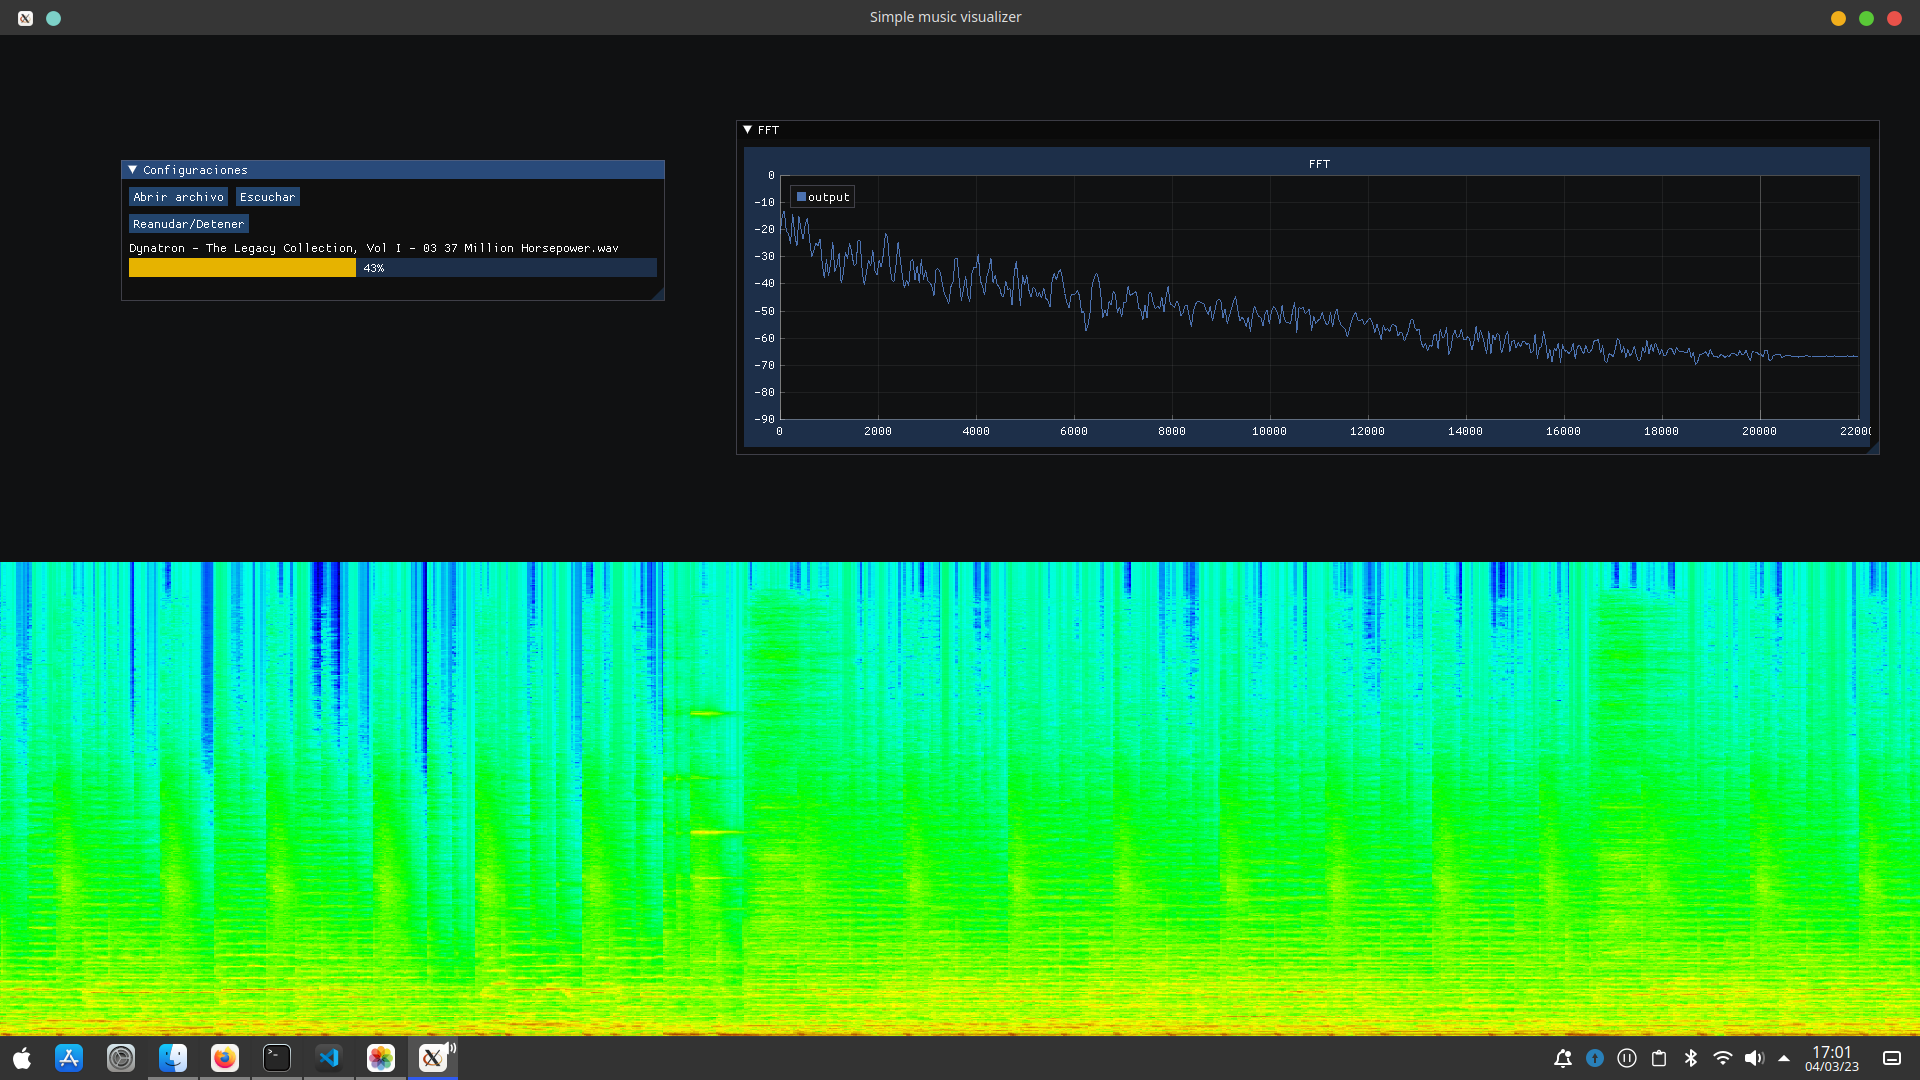 Simple music visualizer
Configuraciones
Abrir archivo Escuchar
Reanudar/Detener
Dynatron - The Legacy Collection, Vol I - 03 37 Million Horsepower.wav
43%
FFT
FFT
output
0
-10
-20
-30
-40
-50
-60
-70
-80
-90
0 2000 4000 6000 8000 10000 12000 14000 16000 18000 20000 2200
17:01
04/03/23